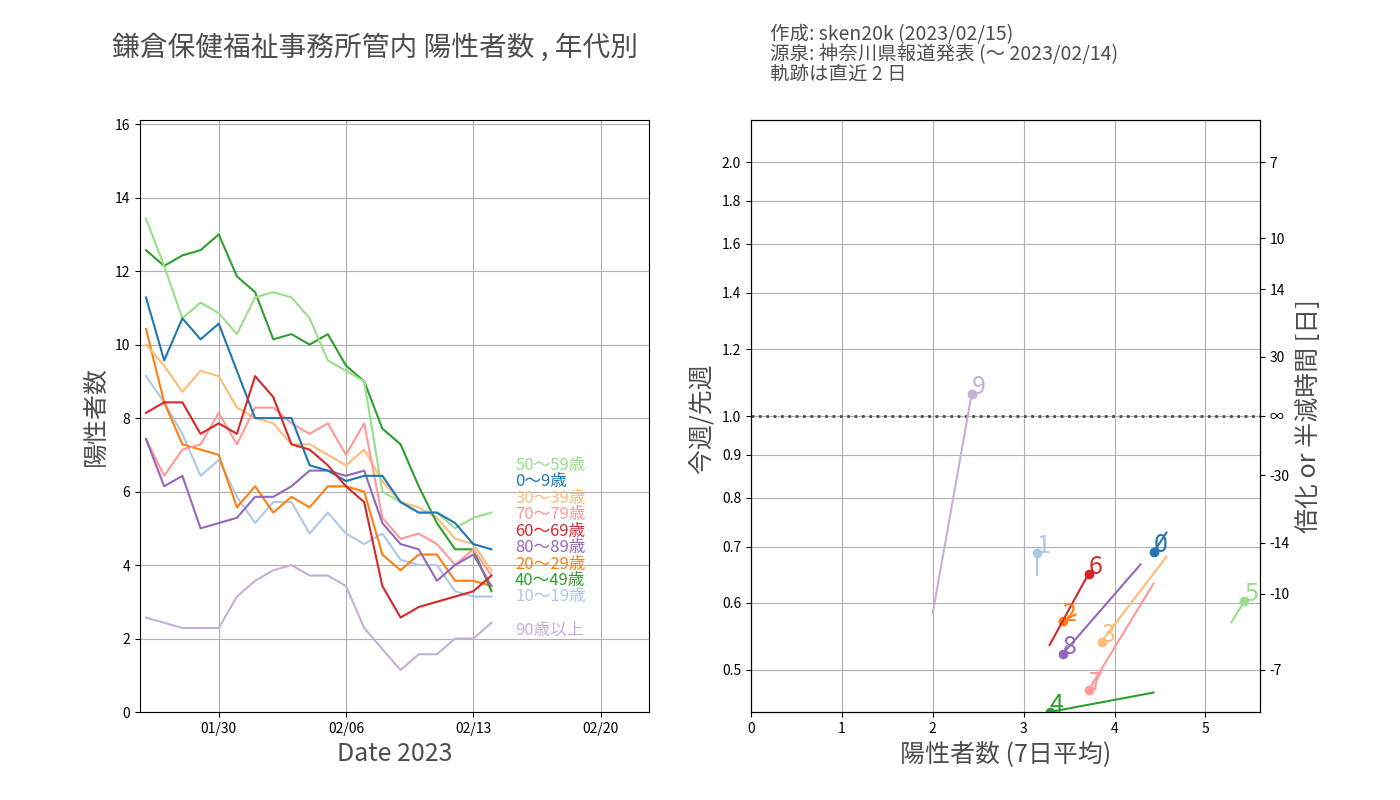 鎌倉保健福祉事務所管内 陽性者数 , 年代別
作成: sken20k (2023/02/15)
源泉: 神奈川県報道発表 (～ 2023/02/14)
軌跡は直近 2 日
16
14
12
10
8
6
4
2
0
陽性者数
01/30
02/06
02/13
02/20
Date 2023
50～59歳
0～9歳
30～39歳
70～79歳
60～69歳
80～89歳
20～29歳
40～49歳
10～19歳
90歳以上
2.0
1.8
1.6
1.4
1.2
1.0
0.9
0.8
0.7
0.6
0.5
今週/先週
9
1
0
6
5
2
3
8
7
4
0
1
2
3
4
5
陽性者数 (7日平均)
7
10
14
30
∞
-30
-14
-10
-7
倍化 or 半減時間 [日]